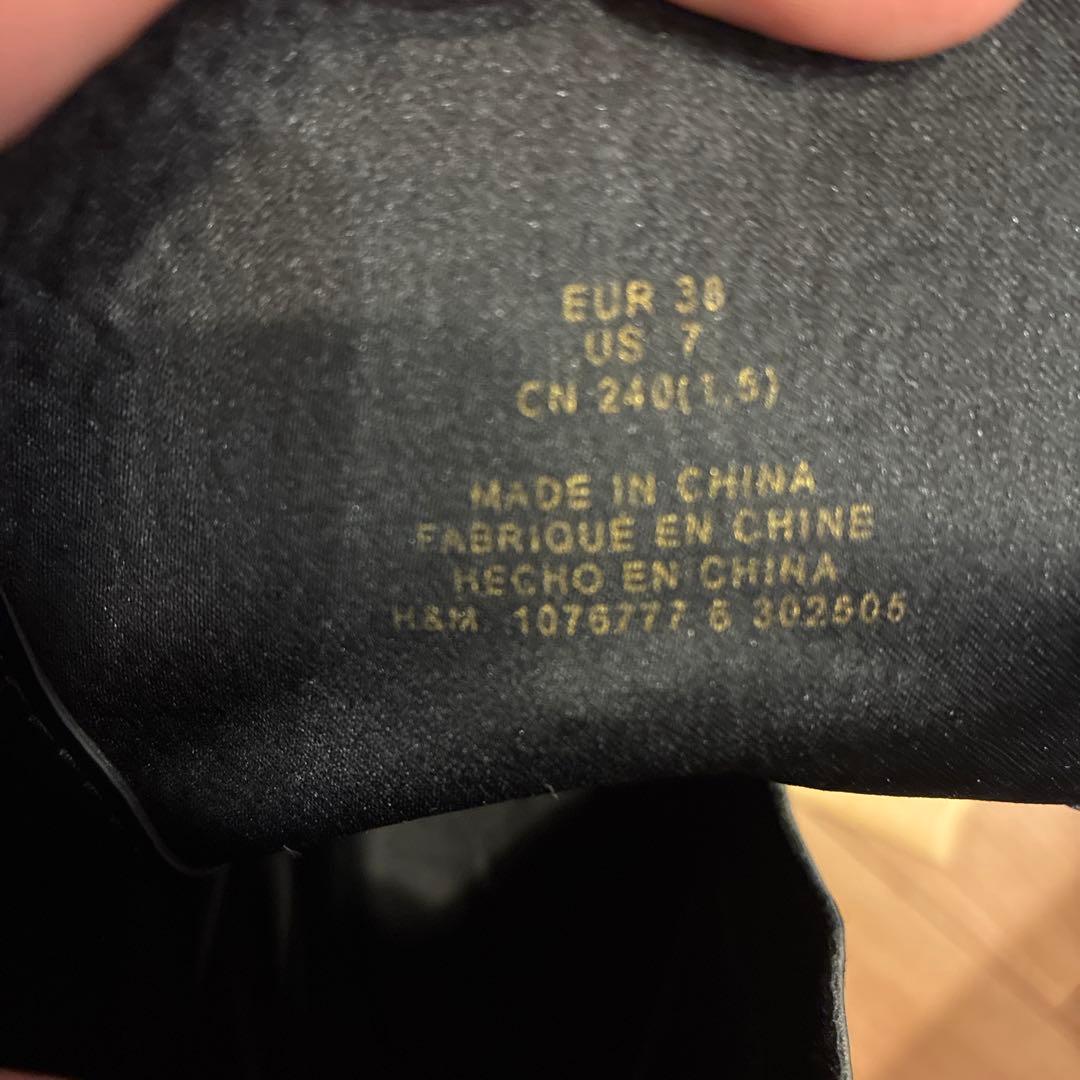 EUR 38
US 7
CN 240(1.5)
MADE IN CHINA
FABRIQUÉ EN CHINE
HECHO EN CHINA
H&M 1076777.6 302605